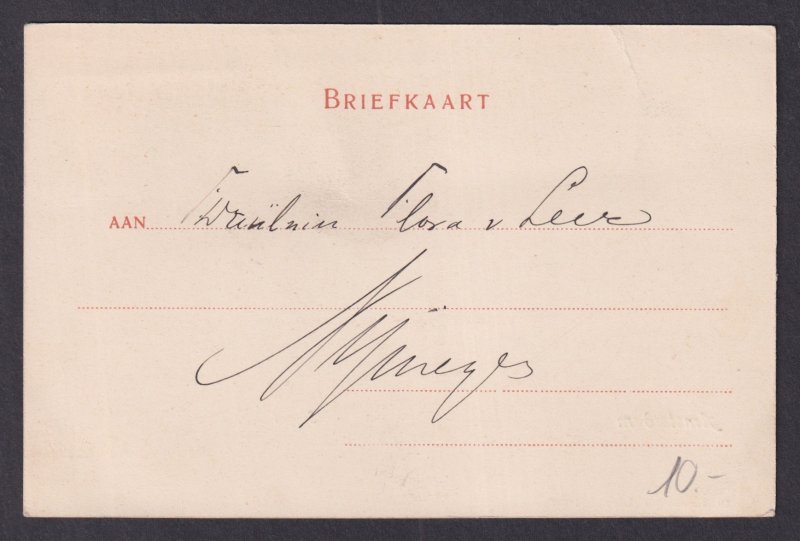 BRIEFKAART
AAN Fräulein Flora v Leer
Nijmegen
10.-